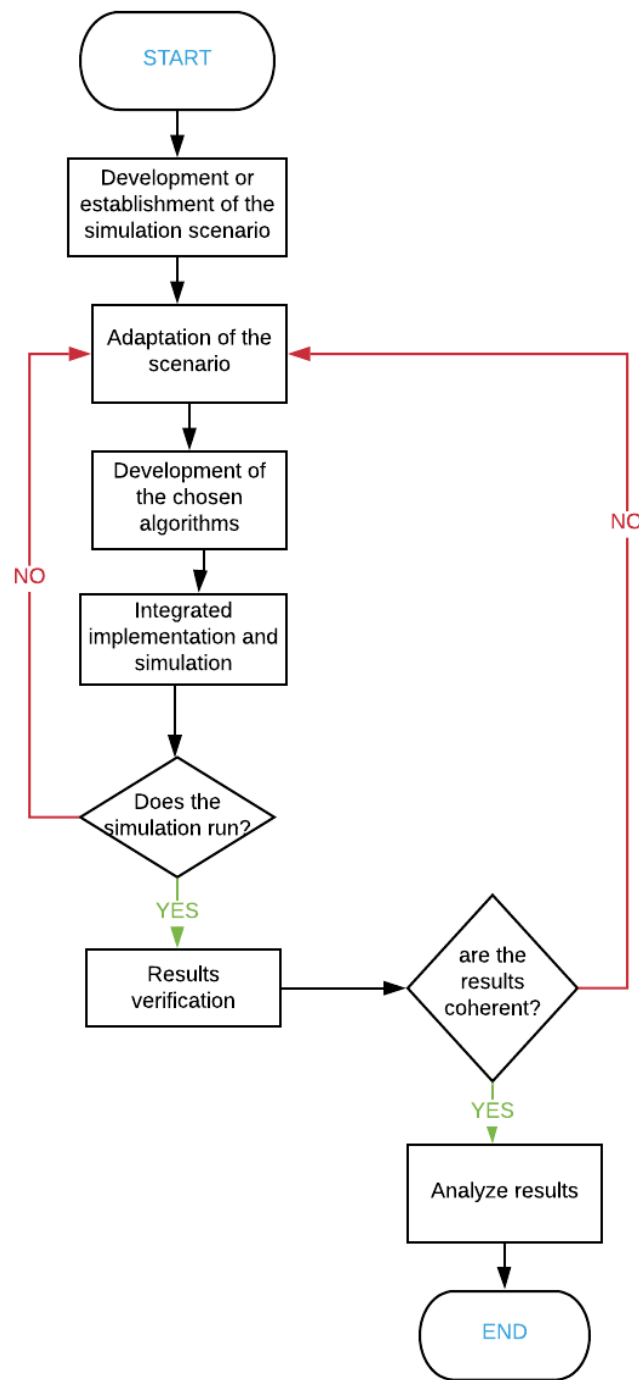 START
Development or
establishment of the
simulation scenario
Adaptation of the
scenario
Development of
the chosen
algorithms
NO
NO
Integrated
implementation and
simulation
Does the
simulation run?
YES
Results
verification
are the
results
coherent?
YES
Analyze results
END